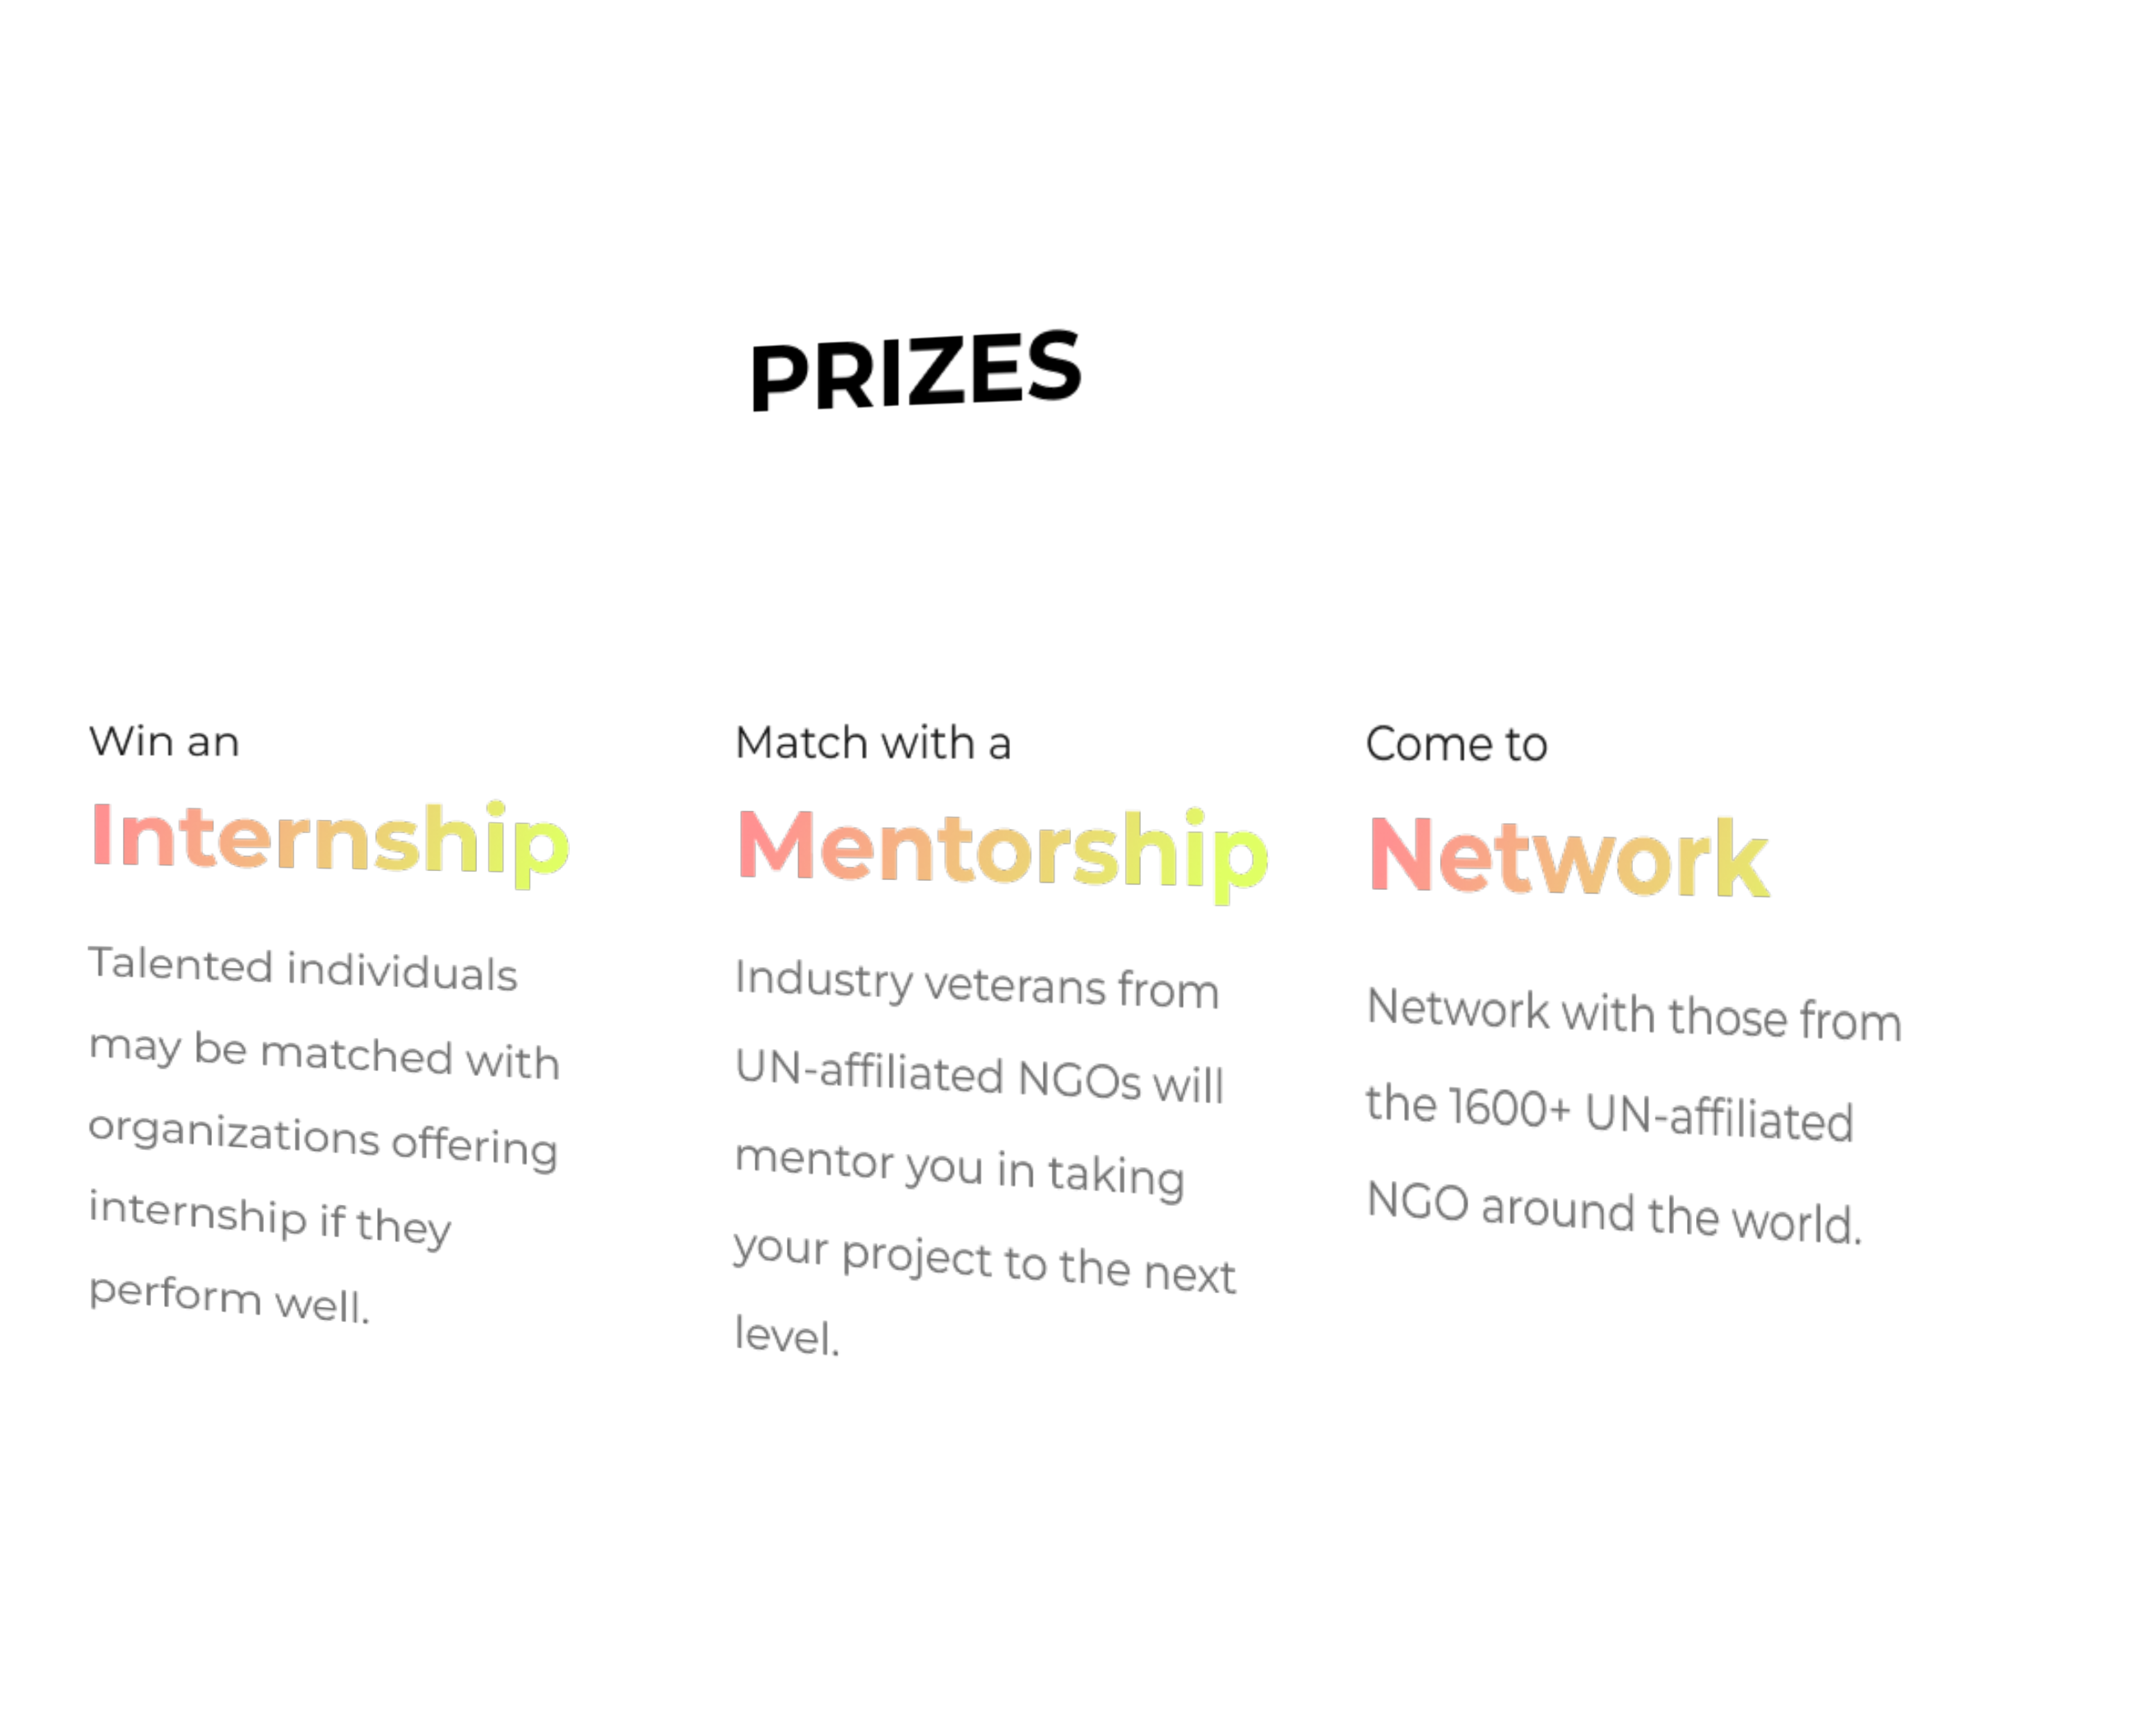 PRIZES
Win an
Internship
Talented individuals
may be matched with
organizations offering
internship if they
perform well.
Match with a
Mentorship
Industry veterans from
UN-affiliated NGOs will
mentor you in taking
your project to the next
level.
Come to
Network
Network with those from
the 1600+ UN-affiliated
NGO around the world.